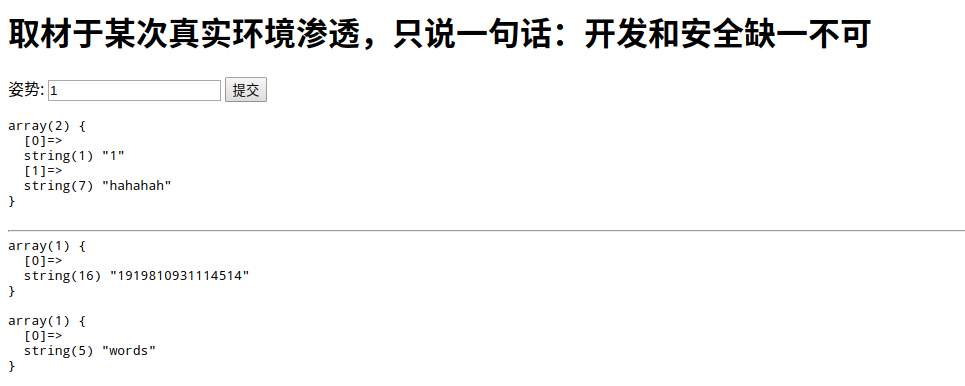 取材于某次真实环境渗透，只说一句话：开发和安全缺一不可
姿势: 1 提交
array(2) {
  [0]=>
  string(1) "1"
  [1]=>
  string(7) "hahahah"
}
array(1) {
  [0]=>
  string(16) "1919810931114514"
}
array(1) {
  [0]=>
  string(5) "words"
}